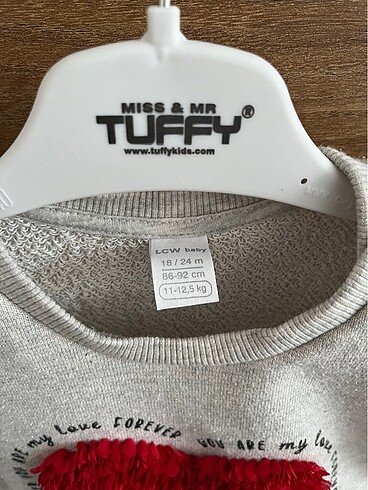 MISS & MR
TUFFY®
www.tuffykids.com
LCW baby
18 / 24 m
86-92 cm
11-12,5 kg
ARE my love FOREVER YOU ARE my love